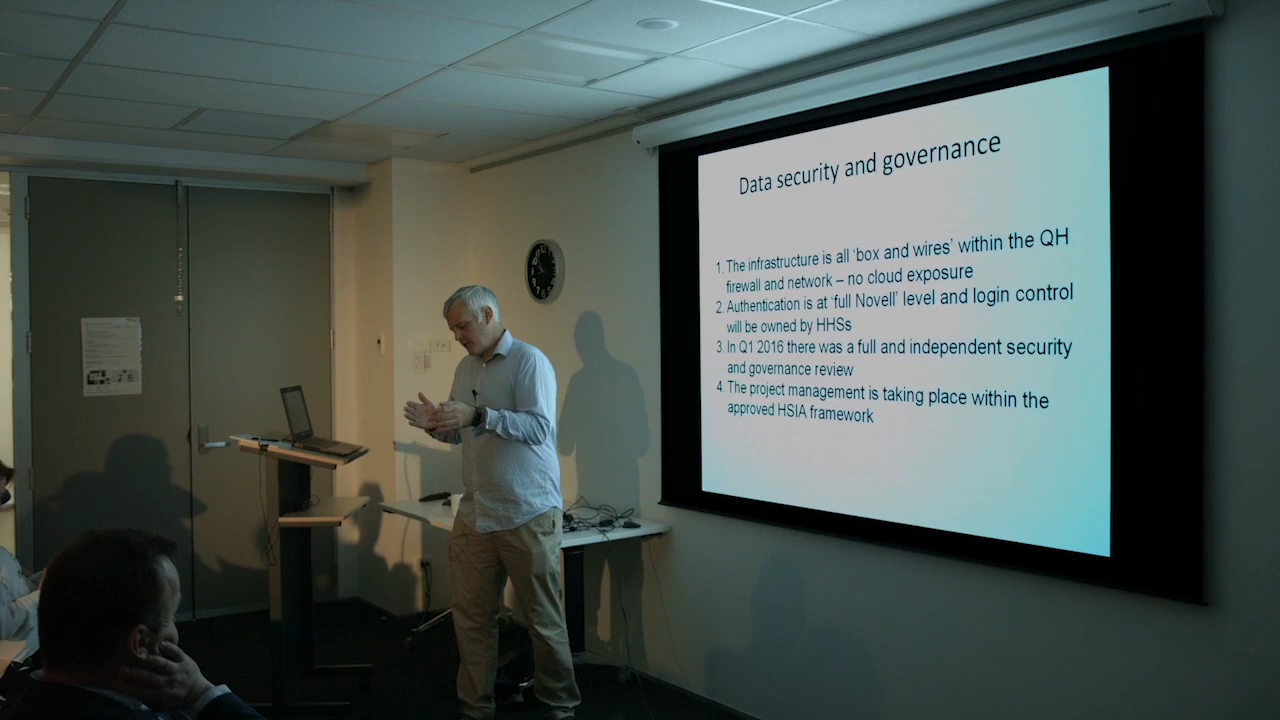 Data security and governance
1. The infrastructure is all ‘box and wires’ within the QH
firewall and network – no cloud exposure
2. Authentication is at ‘full Novell’ level and login control
will be owned by HHSs
3. In Q1 2016 there was a full and independent security
and governance review
4. The project management is taking place within the
approved HSIA framework